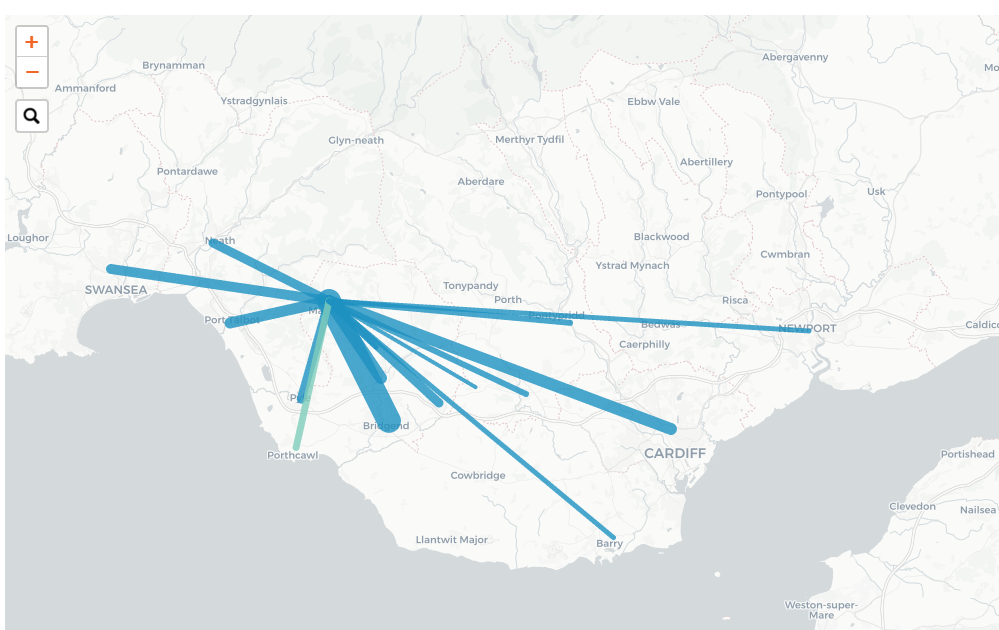 +
Abergavenny
Brynamman
Ammanford
Ystradgynlais
Ebbw Vale
Glyn-neath
Merthyr Tydfil
Abertillery
Pontardawe
Aberdare
Pontypool
Usk
Loughor
Neath
Blackwood
Cwmbran
Ystrad Mynach
SWANSEA
Tonypandy
Porth
Risca
Port Talbot
Pontypridd
Bedwas
NEWPORT
Caerphilly
Bridgend
Porthcawl
CARDIFF
Portishead
Cowbridge
Clevedon
Nailsea
Llantwit Major
Barry
Weston-super-
Mare